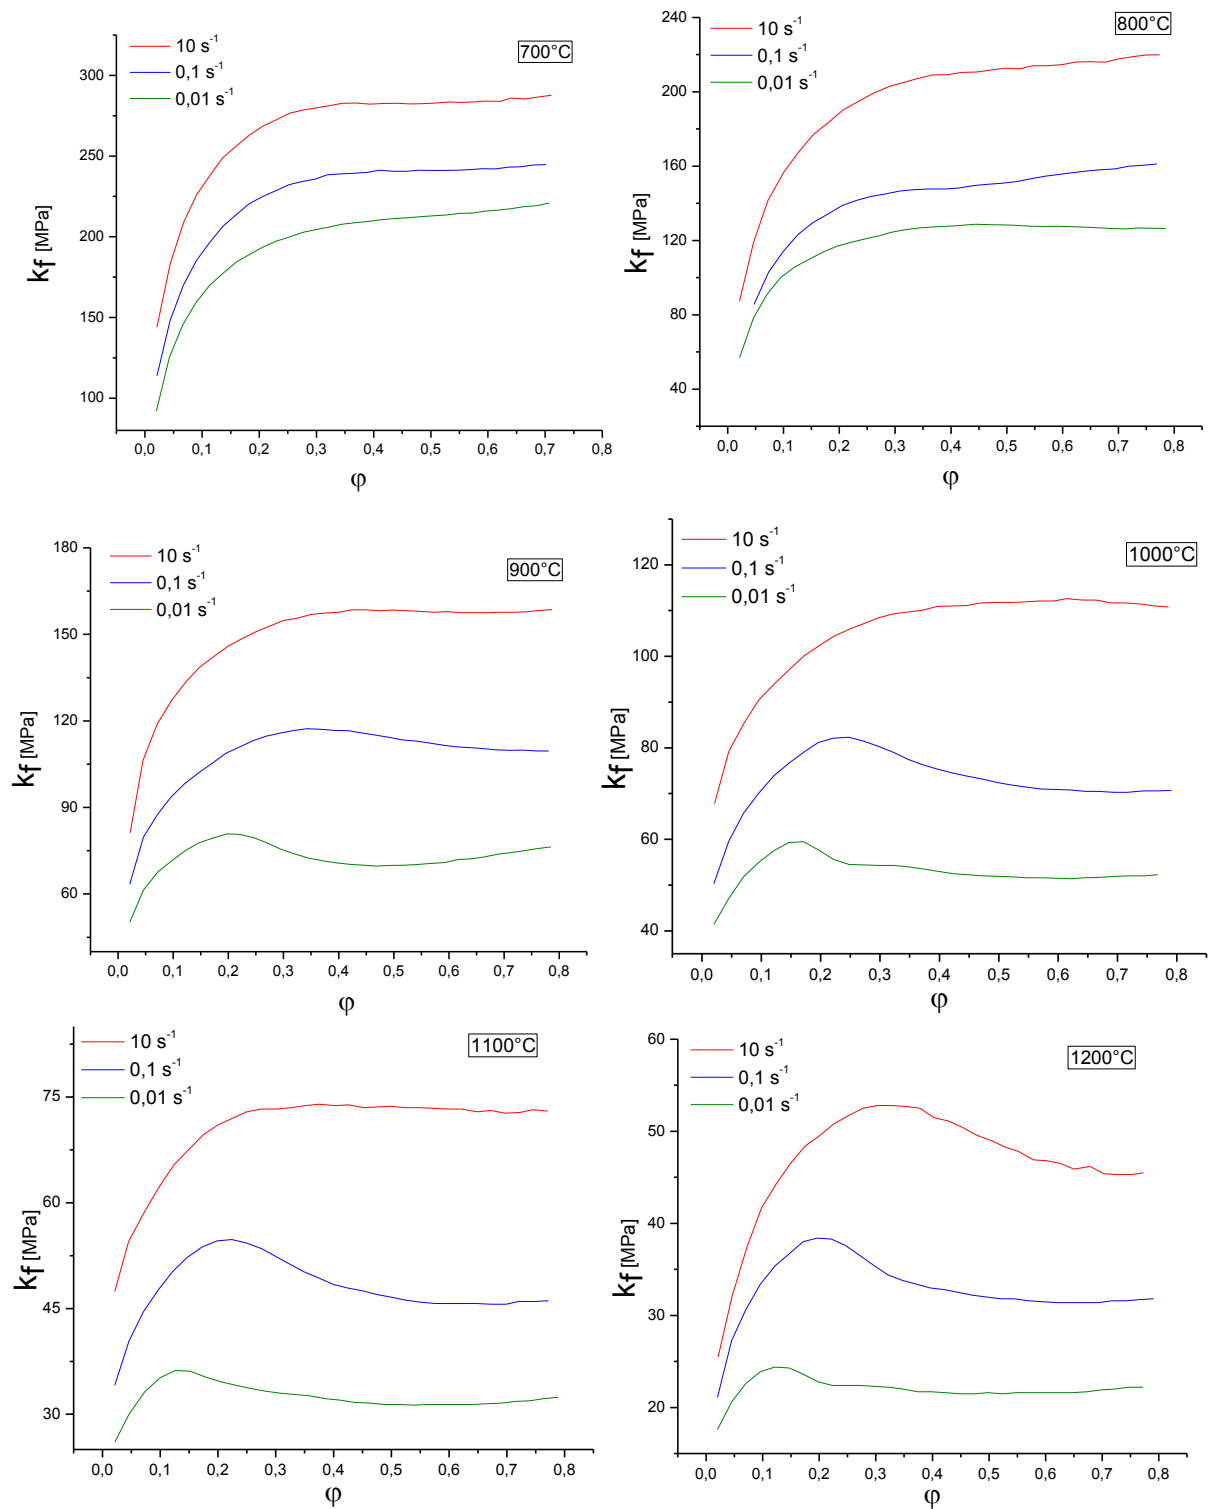 10 s⁻¹
0,1 s⁻¹
0,01 s⁻¹
700°C
300
250
200
150
100
kf [MPa]
0,0 0,1 0,2 0,3 0,4 0,5 0,6 0,7 0,8
φ
10 s⁻¹
0,1 s⁻¹
0,01 s⁻¹
800°C
240
200
160
120
80
40
kf [MPa]
0,0 0,1 0,2 0,3 0,4 0,5 0,6 0,7 0,8
φ
10 s⁻¹
0,1 s⁻¹
0,01 s⁻¹
900°C
180
150
120
90
60
kf [MPa]
0,0 0,1 0,2 0,3 0,4 0,5 0,6 0,7 0,8
φ
10 s⁻¹
0,1 s⁻¹
0,01 s⁻¹
1000°C
120
100
80
60
40
kf [MPa]
0,0 0,1 0,2 0,3 0,4 0,5 0,6 0,7 0,8
φ
10 s⁻¹
0,1 s⁻¹
0,01 s⁻¹
1100°C
75
60
45
30
kf [MPa]
0,0 0,1 0,2 0,3 0,4 0,5 0,6 0,7 0,8
φ
10 s⁻¹
0,1 s⁻¹
0,01 s⁻¹
1200°C
60
50
40
30
20
kf [MPa]
0,0 0,1 0,2 0,3 0,4 0,5 0,6 0,7 0,8
φ